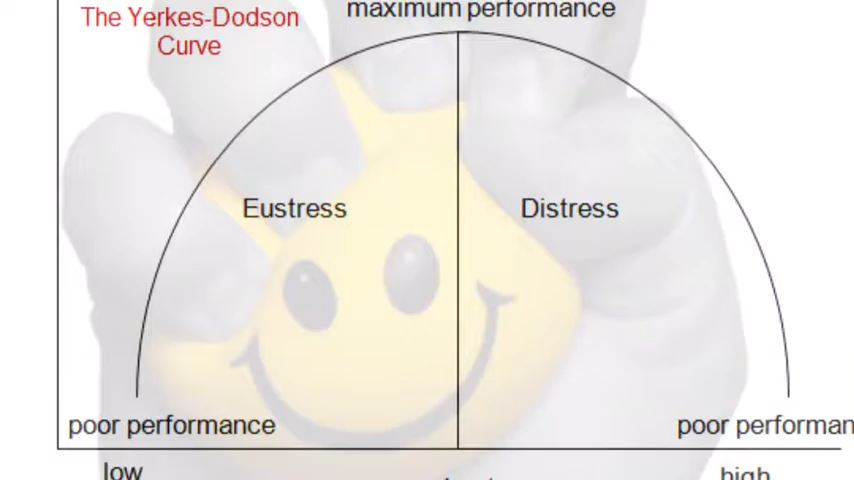 maximum performance
The Yerkes-Dodson
Curve
Eustress
Distress
poor performance
poor performan
low
high